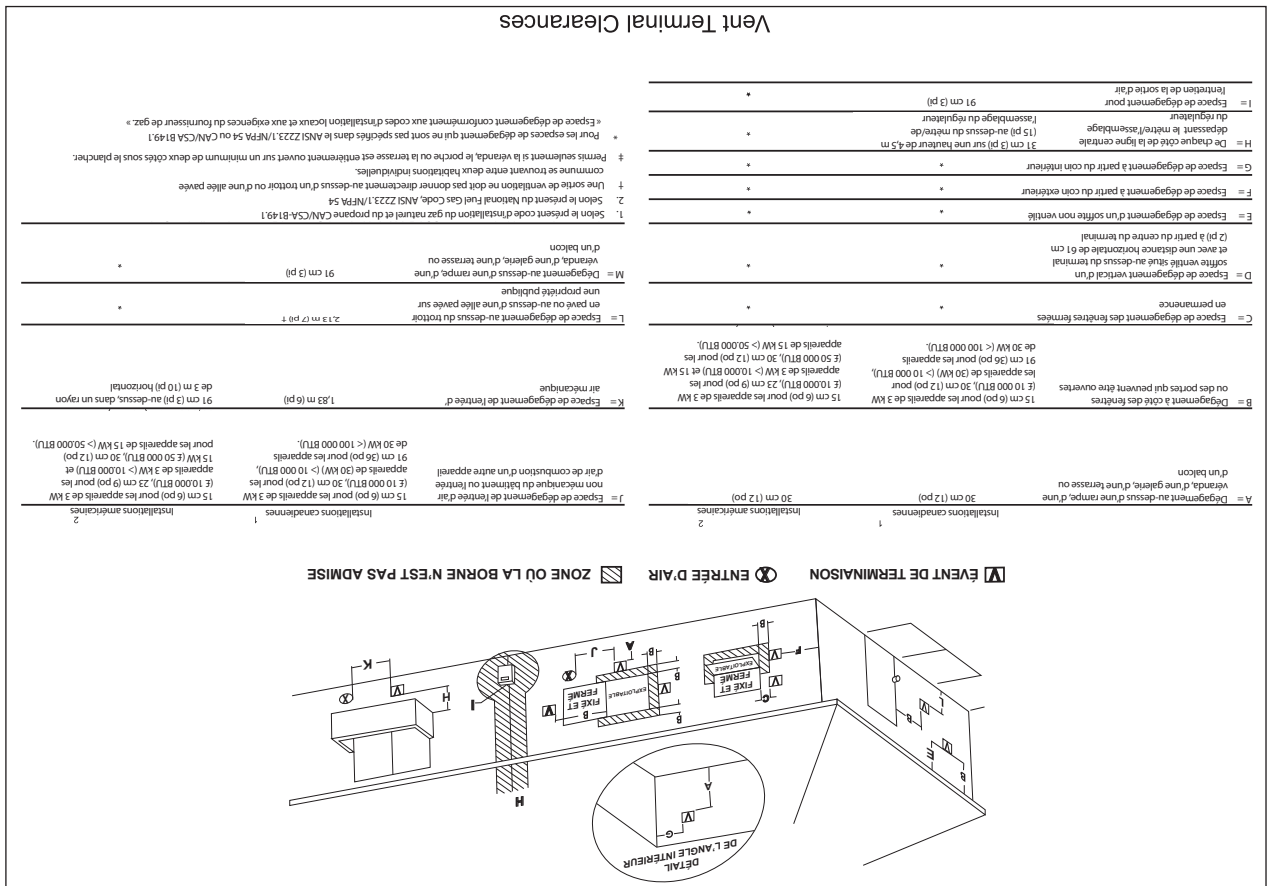 DÉTAIL
DE L'ANGLE INTÉRIEUR
G
V
A
H
B
E
V
B
V
L
FIXÉ ET
FERMÉ
EXPLOITABLE
C
V
F
B
V
FIXÉ ET
FERMÉ
EXPLOITABLE
V
B
B
B
V
B
V
A
J
X
I
H
V
K
X
V ÉVENT DE TERMINAISON
X ENTRÉE D'AIR
ZONE OÙ LA BORNE N'EST PAS ADMISE
Installations canadiennes 1
Installations américaines 2
A = Dégagement au-dessus d'une rampe, d'une
véranda, d'une galerie, d'une terrasse ou
d'un balcon
30 cm (12 po)
30 cm (12 po)
B = Dégagement à côté des fenêtres
ou des portes qui peuvent être ouvertes
15 cm (6 po) pour les appareils de 3 kW
(£ 10 000 BTU), 30 cm (12 po) pour
les appareils de (30 kW) (> 10 000 BTU),
91 cm (36 po) pour les appareils
de 30 kW (< 100 000 BTU).
15 cm (6 po) pour les appareils de 3 kW
(£ 10.000 BTU), 23 cm (9 po) pour les
appareils de 3 kW (> 10.000 BTU) et 15 kW
(£ 50 000 BTU), 30 cm (12 po) pour les
appareils de 15 kW (> 50.000 BTU).
C = Espace de dégagement des fenêtres fermées
en permanence
*
*
D = Espace de dégagement vertical d'un
soffite ventilé situé au-dessus du terminal
et avec une distance horizontale de 61 cm
(2 pi) à partir du centre du terminal
*
*
E = Espace de dégagement d'un soffite non ventilé
*
*
F = Espace de dégagement à partir du coin extérieur
*
*
G = Espace de dégagement à partir du coin intérieur
*
*
H = De chaque côté de la ligne centrale
dépassant le mètre/l'assemblage
du régulateur
31 cm (3 pi) sur une hauteur de 4,5 m
(15 pi) au-dessus du mètre/de
l'assemblage du régulateur
*
I = Espace de dégagement pour
l'entretien de la sortie d'air
91 cm (3 pi)
*
Installations canadiennes 1
Installations américaines 2
J = Espace de dégagement de l'entrée d'air
non mécanique du bâtiment ou l'entrée
d'air de combustion d'un autre appareil
15 cm (6 po) pour les appareils de 3 kW
(£ 10 000 BTU), 30 cm (12 po) pour les
appareils de (30 kW) (> 10 000 BTU),
91 cm (36 po) pour les appareils
de 30 kW (< 100 000 BTU).
15 cm (6 po) pour les appareils de 3 kW
(£ 10.000 BTU), 23 cm (9 po) pour les
appareils de 3 kW (> 10.000 BTU) et
15 kW (£ 50 000 BTU), 30 cm (12 po)
pour les appareils de 15 kW (> 50.000 BTU).
K = Espace de dégagement de l'entrée d'
air mécanique
1,83 m (6 pi)
91 cm (3 pi) au-dessus, dans un rayon
de 3 m (10 pi) horizontal
L = Espace de dégagement au-dessus du trottoir
en pavé ou au-dessus d'une allée pavée sur
une propriété publique
2,13 m (7 pi) †
*
M = Dégagement au-dessus d'une rampe, d'une
véranda, d'une galerie, d'une terrasse ou
d'un balcon
91 cm (3 pi)
*
1. Selon le présent code d'installation du gaz naturel et du propane CAN/CSA-B149.1
2. Selon le présent du National Fuel Gas Code, ANSI Z223.1/NFPA 54
† Une sortie de ventilation ne doit pas donner directement au-dessus d'un trottoir ou d'une allée pavée
commune se trouvant entre deux habitations individuelles.
‡ Permis seulement si la véranda, le porche ou la terrasse est entièrement ouvert sur un minimum de deux côtés sous le plancher.
* Pour les espaces de dégagement qui ne sont pas spécifiés dans le ANSI Z223.1/NFPA 54 ou CAN/CSA B149.1
« Espace de dégagement conformément aux codes d'installation locaux et aux exigences du fournisseur de gaz. »
Vent Terminal Clearances